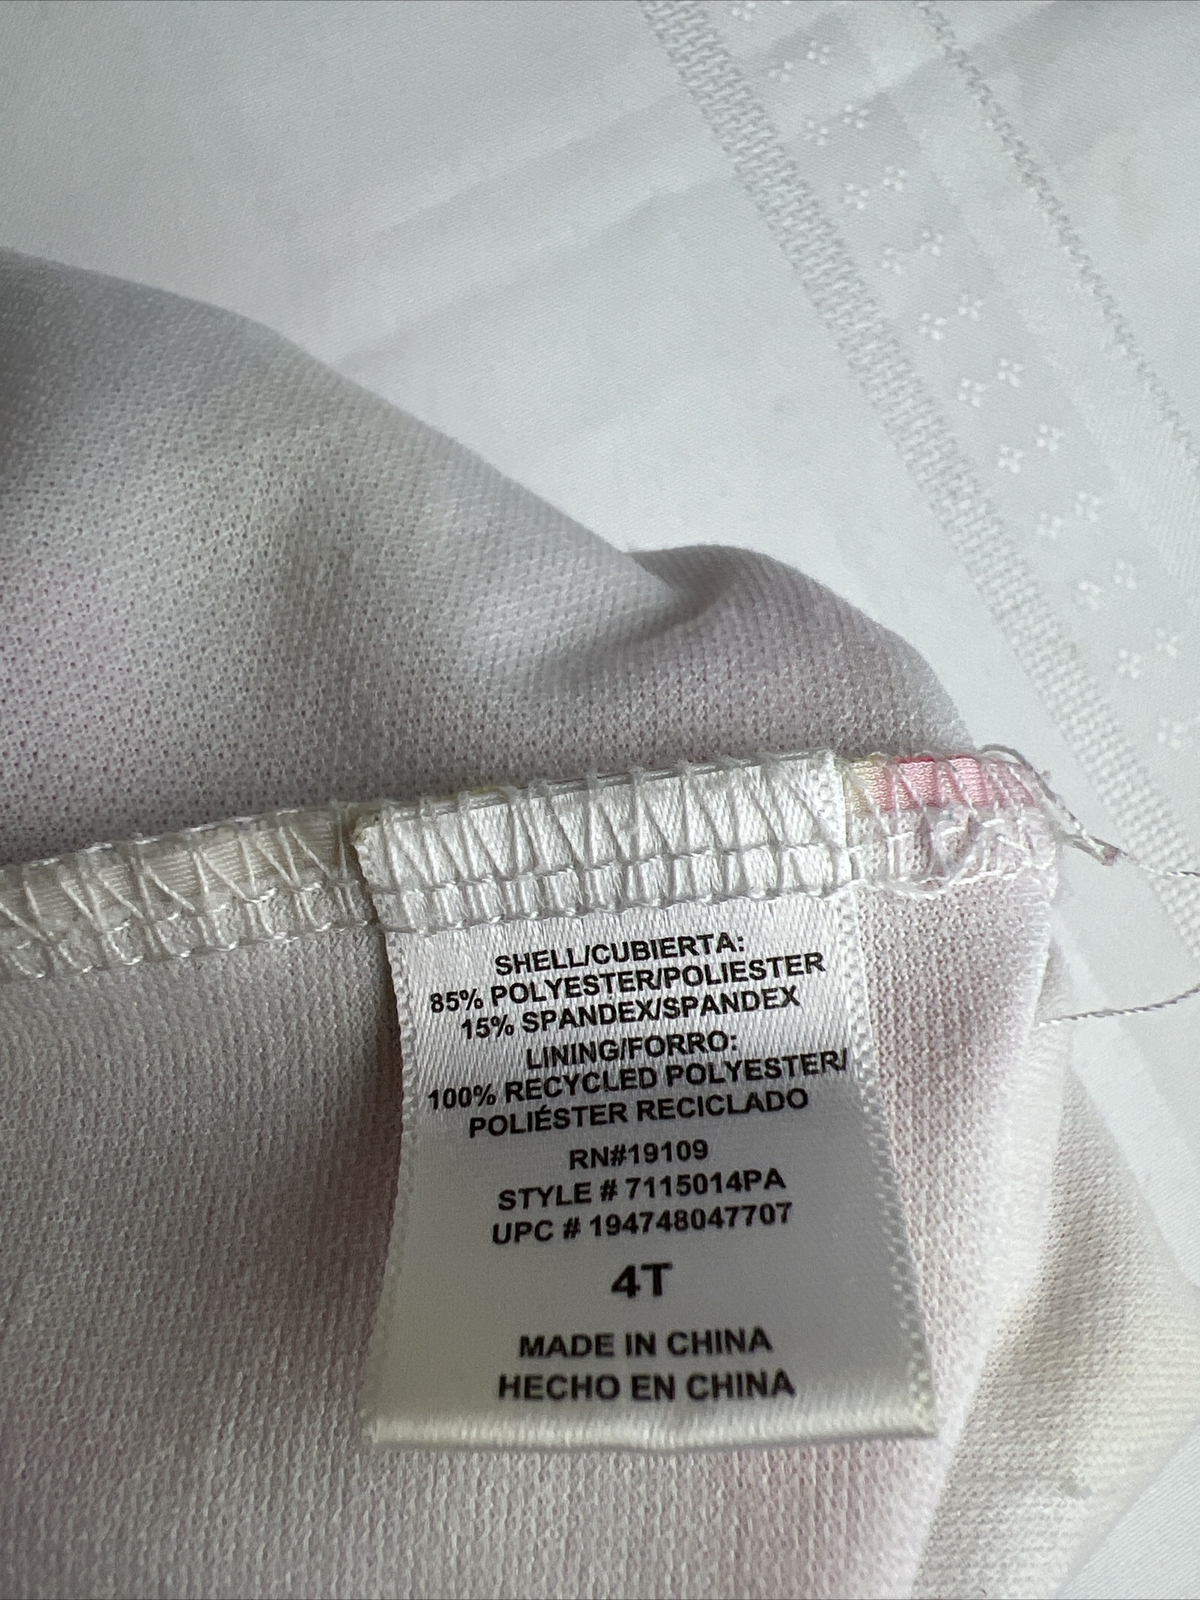 SHELL/CUBIERTA:
85% POLYESTER/POLIESTER
15% SPANDEX/SPANDEX
LINING/FORRO:
100% RECYCLED POLYESTER/
POLIÉSTER RECICLADO
RN#19109
STYLE # 7115014PA
UPC # 194748047707
4T
MADE IN CHINA
HECHO EN CHINA